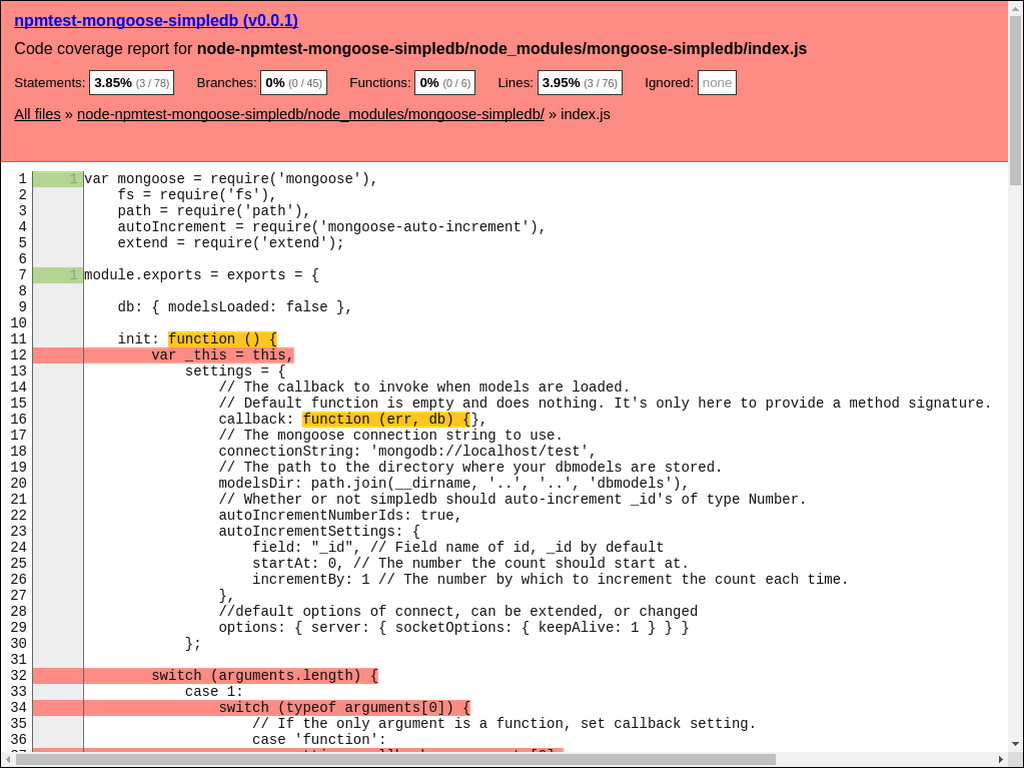 npmtest-mongoose-simpledb (v0.0.1)
Code coverage report for node-npmtest-mongoose-simpledb/node_modules/mongoose-simpledb/index.js
Statements: 3.85% (3 / 78) Branches: 0% (0 / 45) Functions: 0% (0 / 6) Lines: 3.95% (3 / 76) Ignored: none
All files » node-npmtest-mongoose-simpledb/node_modules/mongoose-simpledb/ » index.js
1 1 var mongoose = require('mongoose'),
2 fs = require('fs'),
3 path = require('path'),
4 autoIncrement = require('mongoose-auto-increment'),
5 extend = require('extend');
6
7 1 module.exports = exports = {
8
9 db: { modelsLoaded: false },
10
11 init: function () {
12 var _this = this,
13 settings = {
14 // The callback to invoke when models are loaded.
15 // Default function is empty and does nothing. It's only here to provide a method signature.
16 callback: function (err, db) {},
17 // The mongoose connection string to use.
18 connectionString: 'mongodb://localhost/test',
19 // The path to the directory where your dbmodels are stored.
20 modelsDir: path.join(__dirname, '..', '..', 'dbmodels'),
21 // Whether or not simpledb should auto-increment _id's of type Number.
22 autoIncrementNumberIds: true,
23 autoIncrementSettings: {
24 field: "_id", // Field name of id, _id by default
25 startAt: 0, // The number the count should start at.
26 incrementBy: 1 // The number by which to increment the count each time.
27 },
28 //default options of connect, can be extended, or changed
29 options: { server: { socketOptions: { keepAlive: 1 } } }
30 };
31
32 switch (arguments.length) {
33 case 1:
34 switch (typeof arguments[0]) {
35 // If the only argument is a function, set callback setting.
36 case 'function':